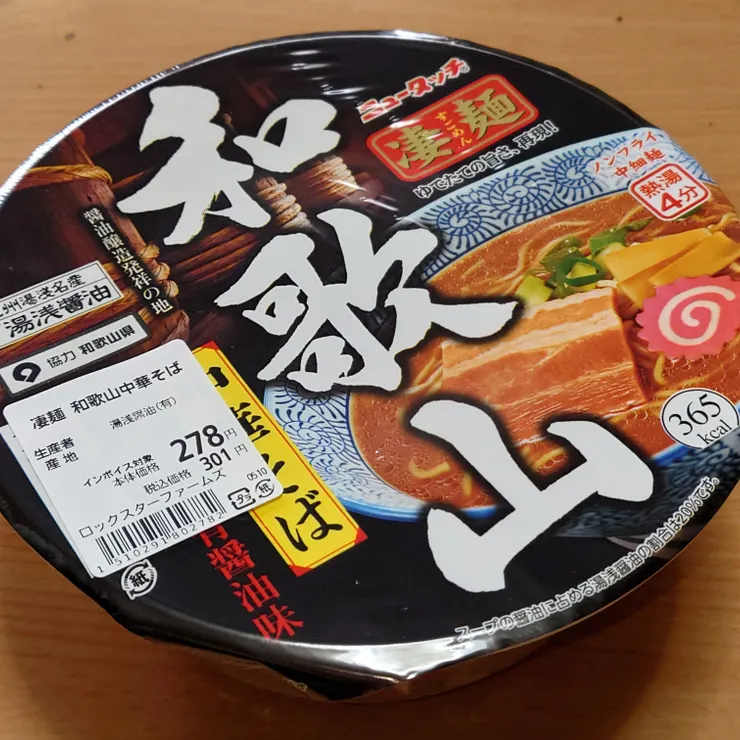 ニュータッチ
凄麺
すごめん
ゆでたての旨さ、再現!
ノンフライ
中細麺
熱湯
4分
和歌山
醤油醸造発祥の地
州湯浅名産
湯浅醤油
協力 和歌山県
華そば
醤油味
365
kcal
スープの醤油に占める湯浅醤油の割合は20%です。
凄麺 和歌山中華そば
生産者 湯浅醤油(有)
産地
インボイス対象
本体価格 278円
税込価格 301円
ロックスターファームズ
0510
プラ
紙
1510291802782
紙